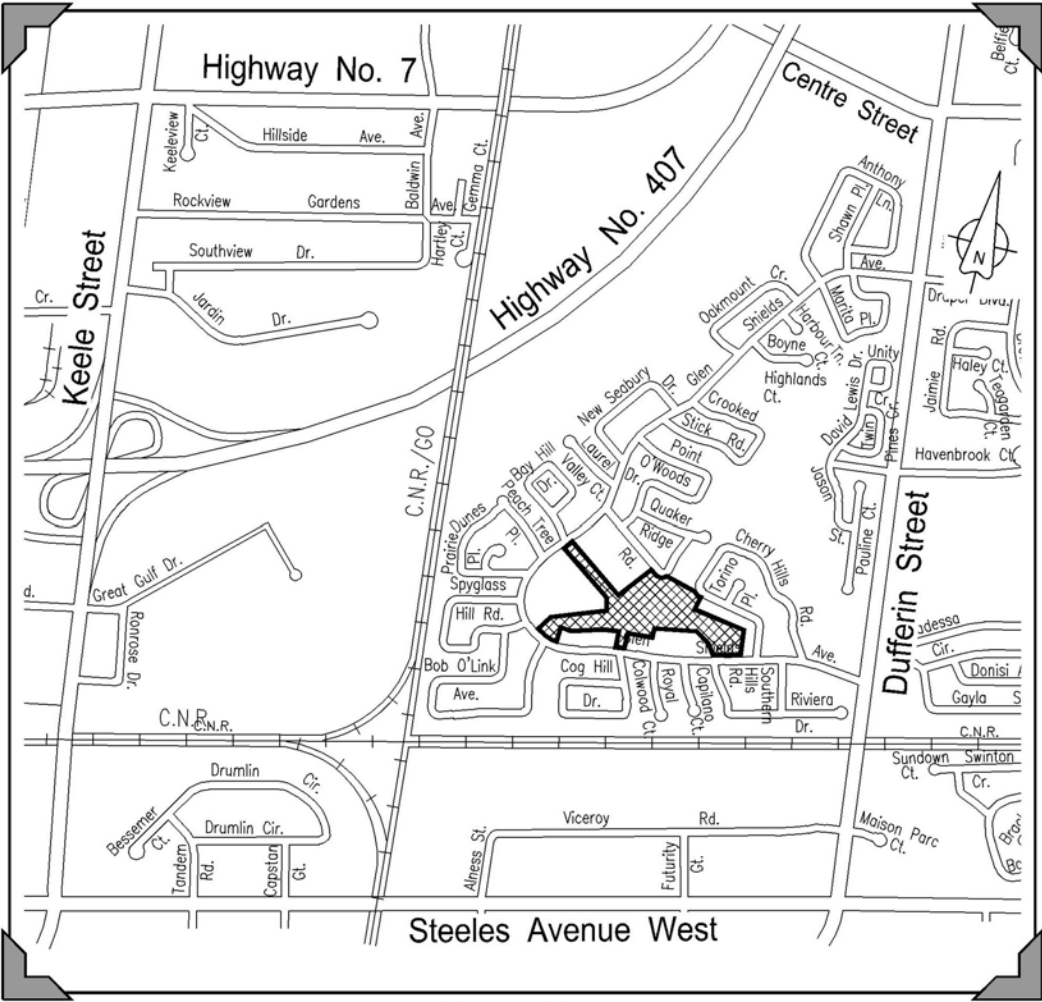 Highway No. 7
Centre Street
Keeleview
Ct.
Hillside Ave.
Ave.
Baldwin
Gemma Ct.
Rockview Gardens
Ave.
Hartley
Ct.
Southview Dr.
Jardin Dr.
Cr.
Keele Street
Highway No. 407
C.N.R./GO
Anthony
Ln.
Shawn Pl.
Ave.
N
Oakmount Cr.
Shields
Marita
Pl.
Harbour Tn.
Boyne
Ct.
Highlands
Ct.
Glen
Unity
Cr.
David Lewis Dr.
Twin
Pines Cr.
Jaimie Rd.
Haley Ct.
Teagarden
Ct.
Havenbrook Ct.
New Seabury
Dr.
Crooked
Stick Rd.
Point
O'Woods
Dr.
Laurel
Valley Ct.
Bay Hill
Dr.
Peach Tree
Pl.
Prairie Dunes
Pl.
Quaker
Ridge
Rd.
Jason
St.
Pauline Ct.
Dufferin Street
Cherry Hills
Rd.
Torino
Pl.
Spyglass
Hill Rd.
Great Gulf Dr.
d.
Ronrose Dr.
Bob O'Link
Ave.
Cog Hill
Dr.
Colwood
Ct.
Royal
Capilano
Ct.
Rd.
Hills
Southern
Shields
Ave.
Riviera
Dr.
Cir.
Donisi
Gayla
C.N.R.
C.N.R.
C.N.R.
Sundown
Ct.
Swinton
Cr.
Drumlin Cir.
Bessemer
Ct.
Drumlin Cir.
Tandem
Rd.
Capstan
Gt.
Alness St.
Viceroy Rd.
Futurity
Gt.
Maison Parc
Ct.
Steeles Avenue West